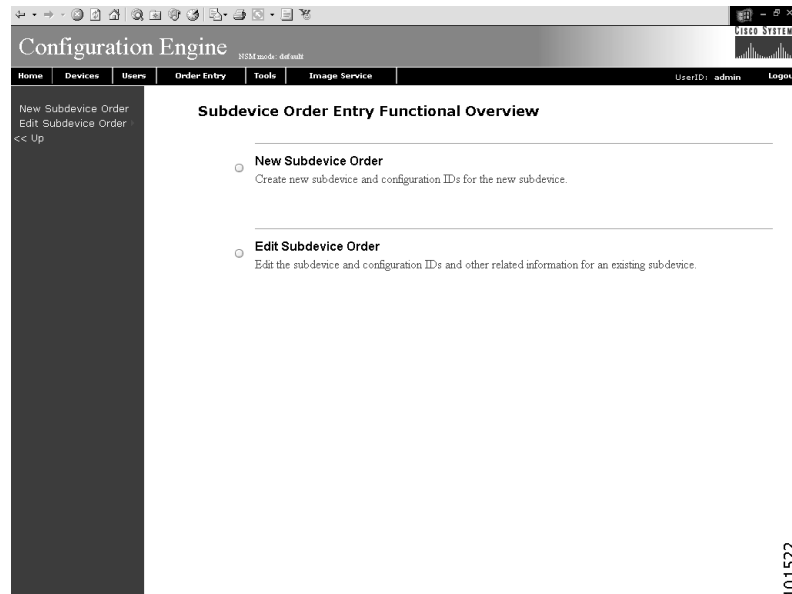 CISCO SYSTEM
Configuration Engine NSM mode: default
Home Devices Users Order Entry Tools Image Service UserID: admin Logou
New Subdevice Order
Edit Subdevice Order
<< Up
Subdevice Order Entry Functional Overview
New Subdevice Order
Create new subdevice and configuration IDs for the new subdevice.
Edit Subdevice Order
Edit the subdevice and configuration IDs and other related information for an existing subdevice.
101522